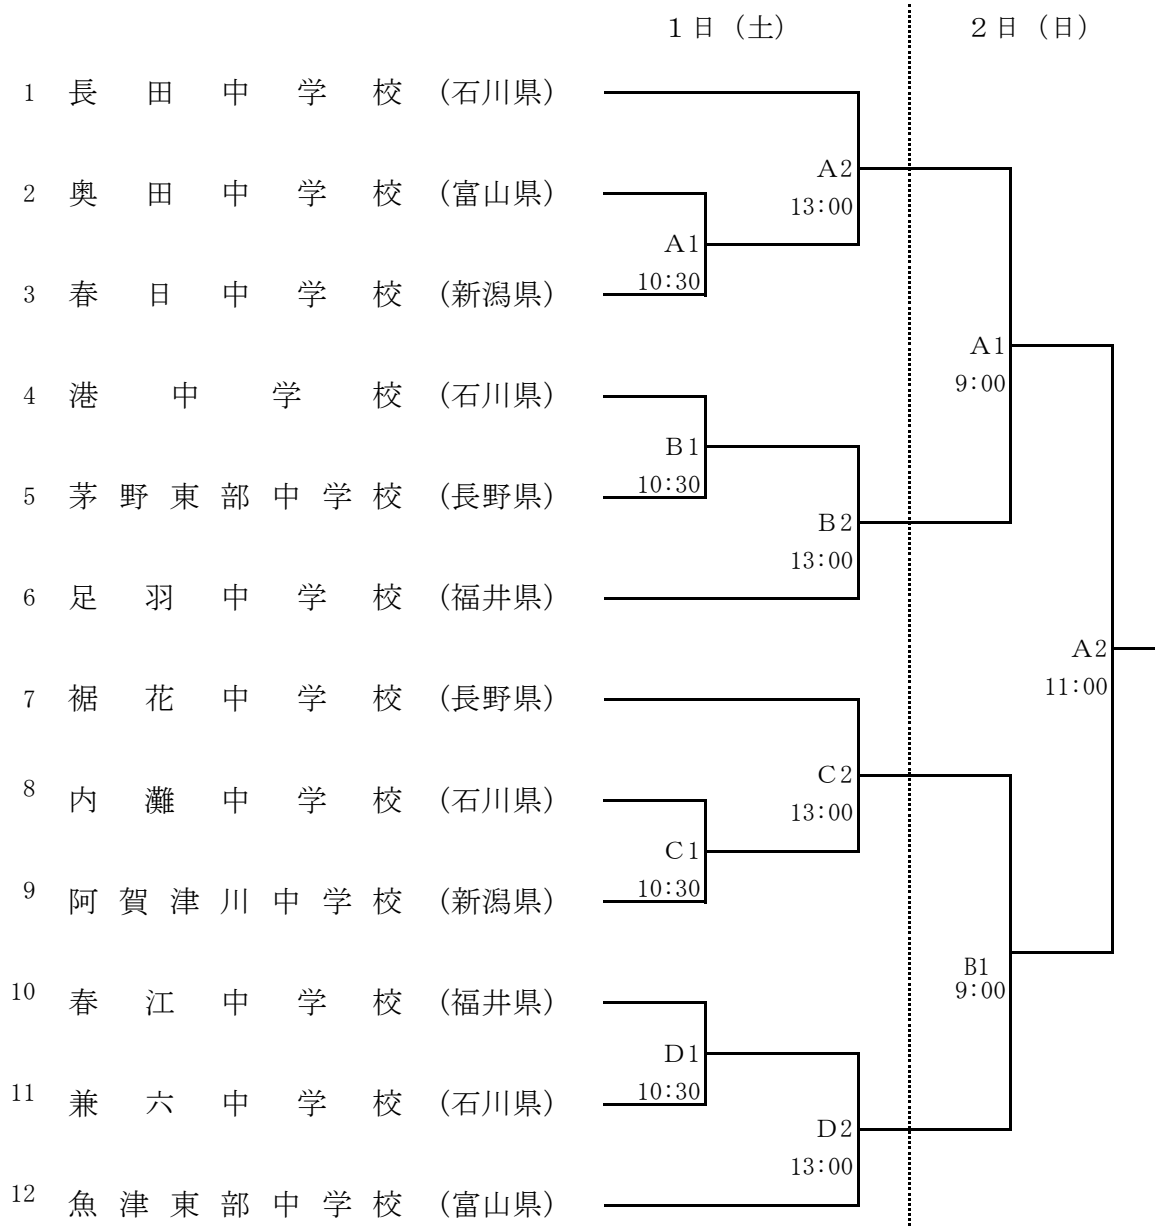 １日（土） ２日（日）
1 長田中学校（石川県）
A2
2 奥田中学校（富山県）
13:00
A1
3 春日中学校（新潟県） 10:30
A1
4 港中学校（石川県） 9:00
B1
5 茅野東部中学校（長野県） 10:30
B2
13:00
6 足羽中学校（福井県）
A2
7 裾花中学校（長野県） 11:00
C2
8 内灘中学校（石川県） 13:00
C1
9 阿賀津川中学校（新潟県） 10:30
B1
10 春江中学校（福井県） 9:00
D1
11 兼六中学校（石川県） 10:30
D2
13:00
12 魚津東部中学校（富山県）